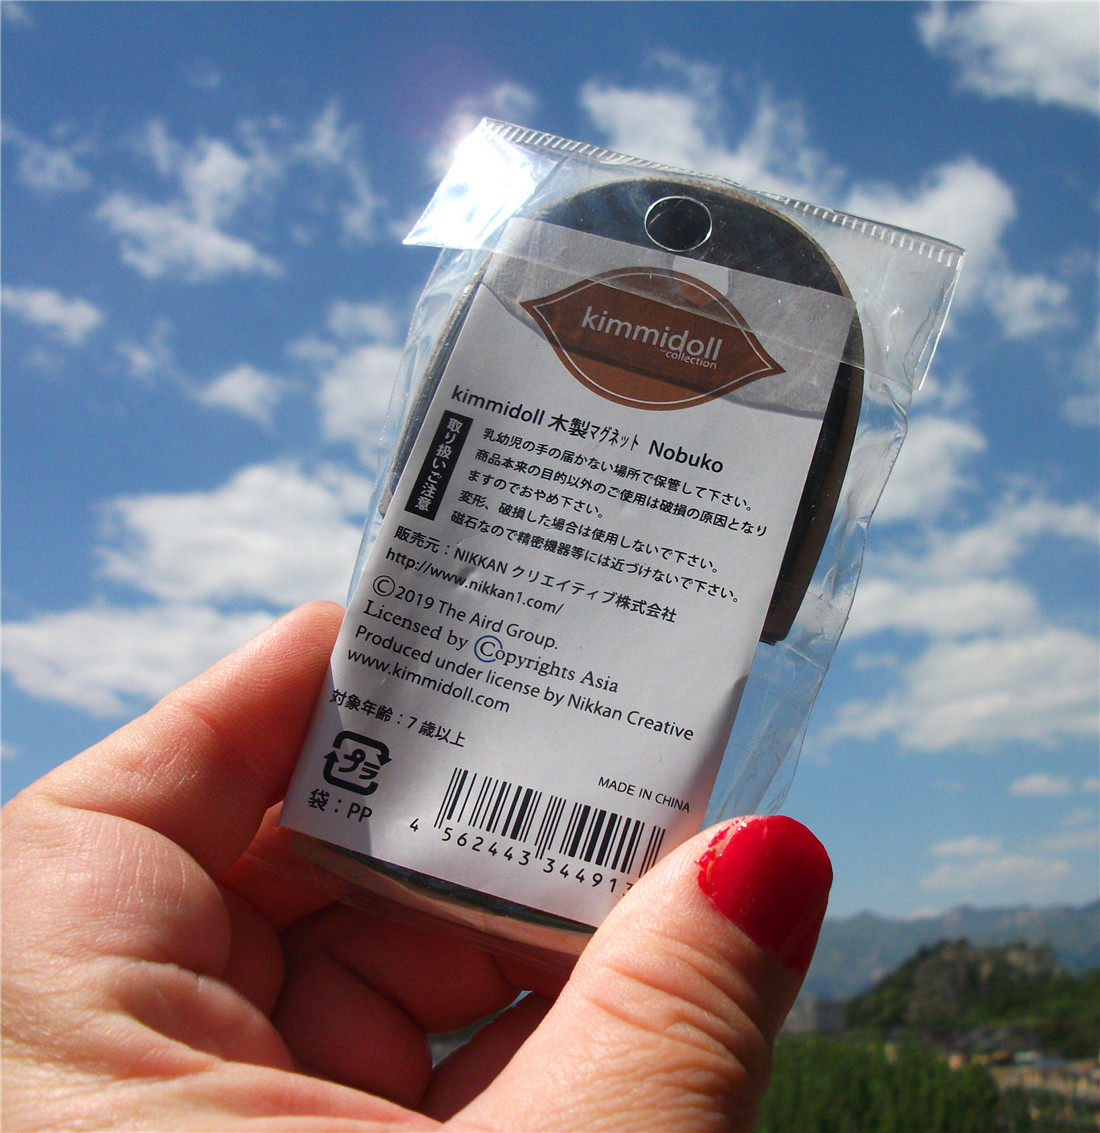 kimmidoll
collection
kimmidoll 木製ﾏｸﾞﾈｯﾄ Nobuko
取り扱いご注意
乳幼児の手の届かない場所で保管して下さい。
商品本来の目的以外のご使用は破損の原因となり
ますのでおやめ下さい。
変形、破損した場合は使用しないで下さい。
磁石なので精密機器等には近づけないで下さい。
販売元：NIKKAN クリエイティブ株式会社
http://www.nikkan1.com/
©2019 The Aird Group.
Licensed by Ⓒopyrights Asia
Produced under license by Nikkan Creative
www.kimmidoll.com
対象年齢：7 歳以上
プラ
袋：PP
MADE IN CHINA
4 562443 344913